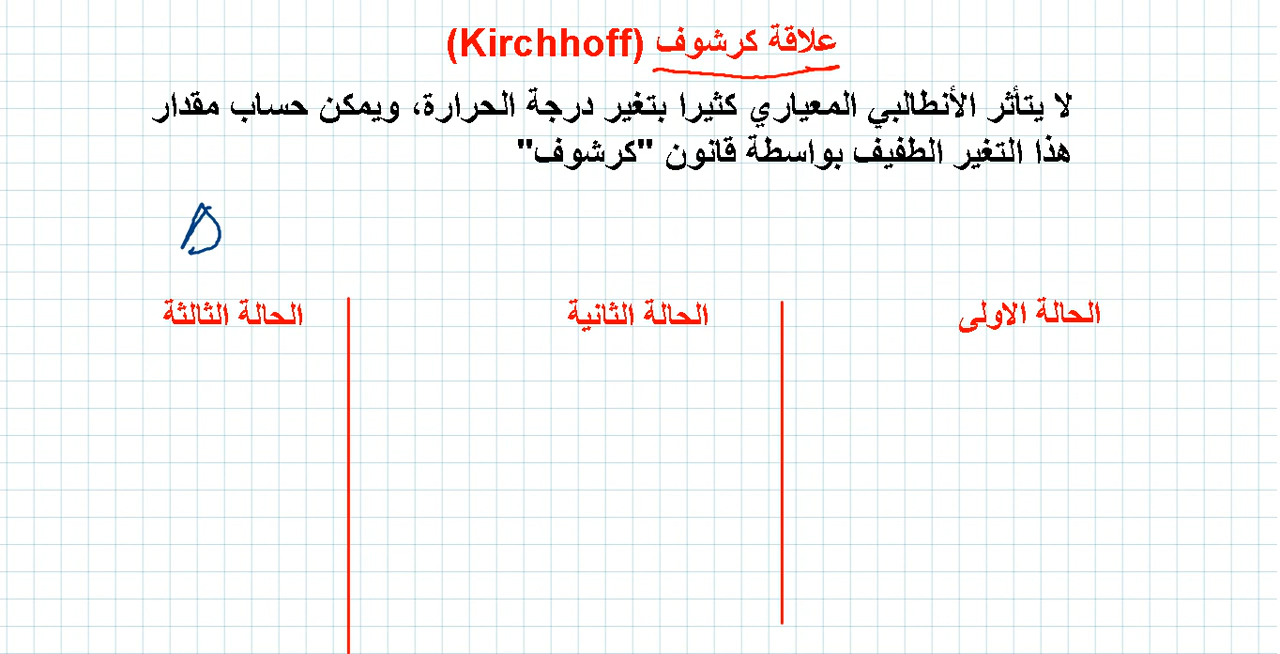 علاقة كرشوف (Kirchhoff)
لا يتأثر الأنطالبي المعياري كثيرا بتغير درجة الحرارة، ويمكن حساب مقدار
هذا التغير الطفيف بواسطة قانون "كرشوف"
الحالة الاولى
الحالة الثانية
الحالة الثالثة